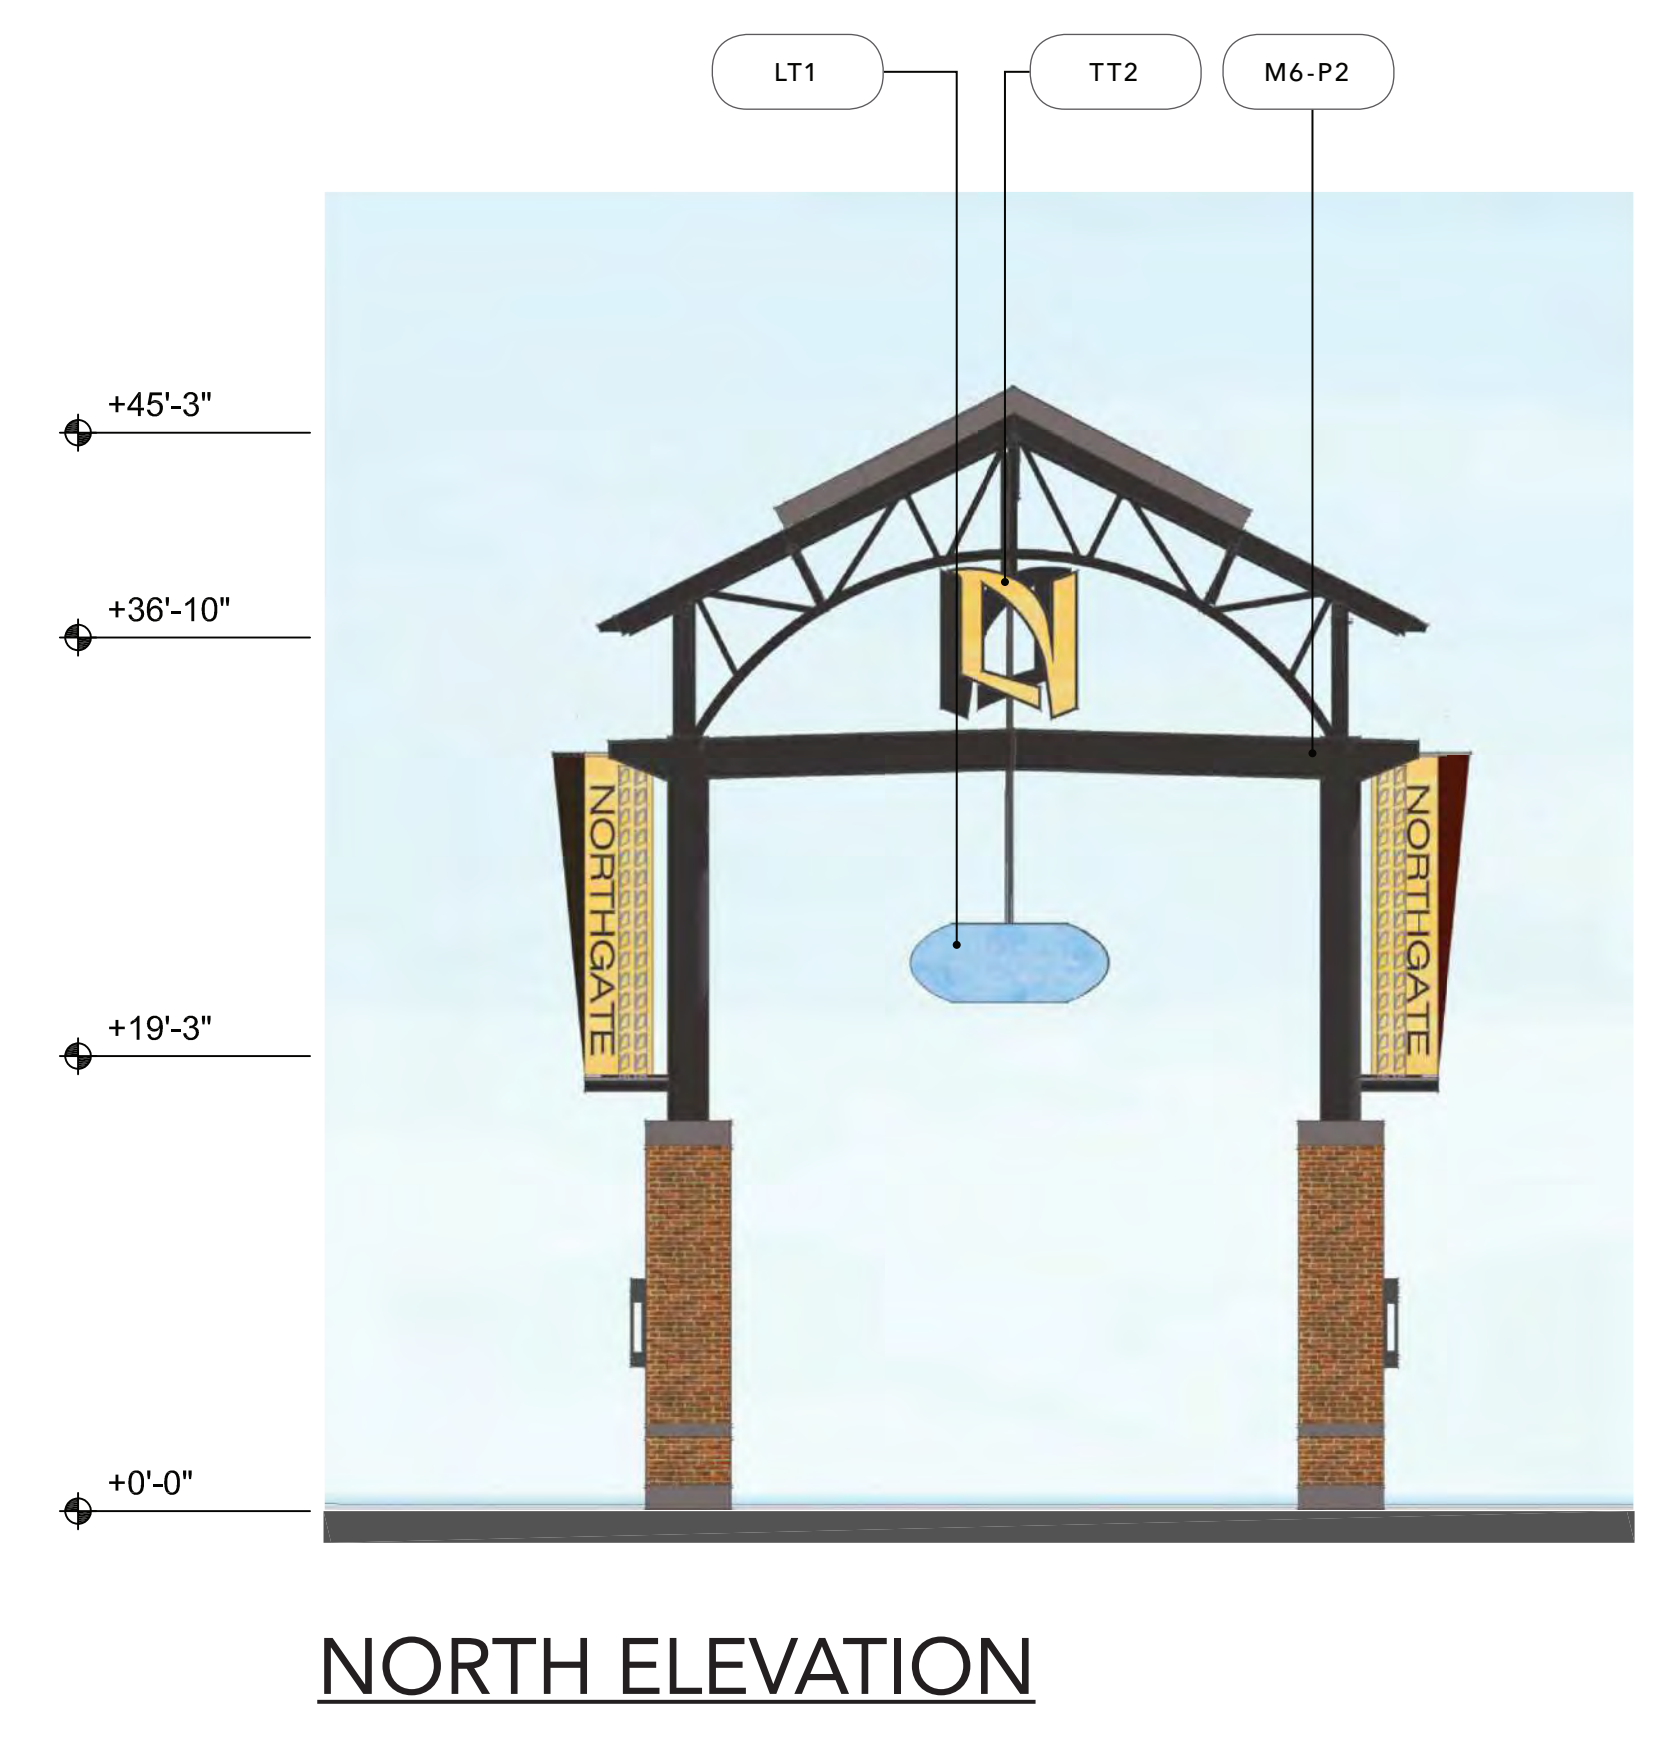 LT1
TT2
M6-P2
+45'-3"
+36'-10"
N
NORTHGATE
NORTHGATE
+19'-3"
+0'-0"
NORTH ELEVATION